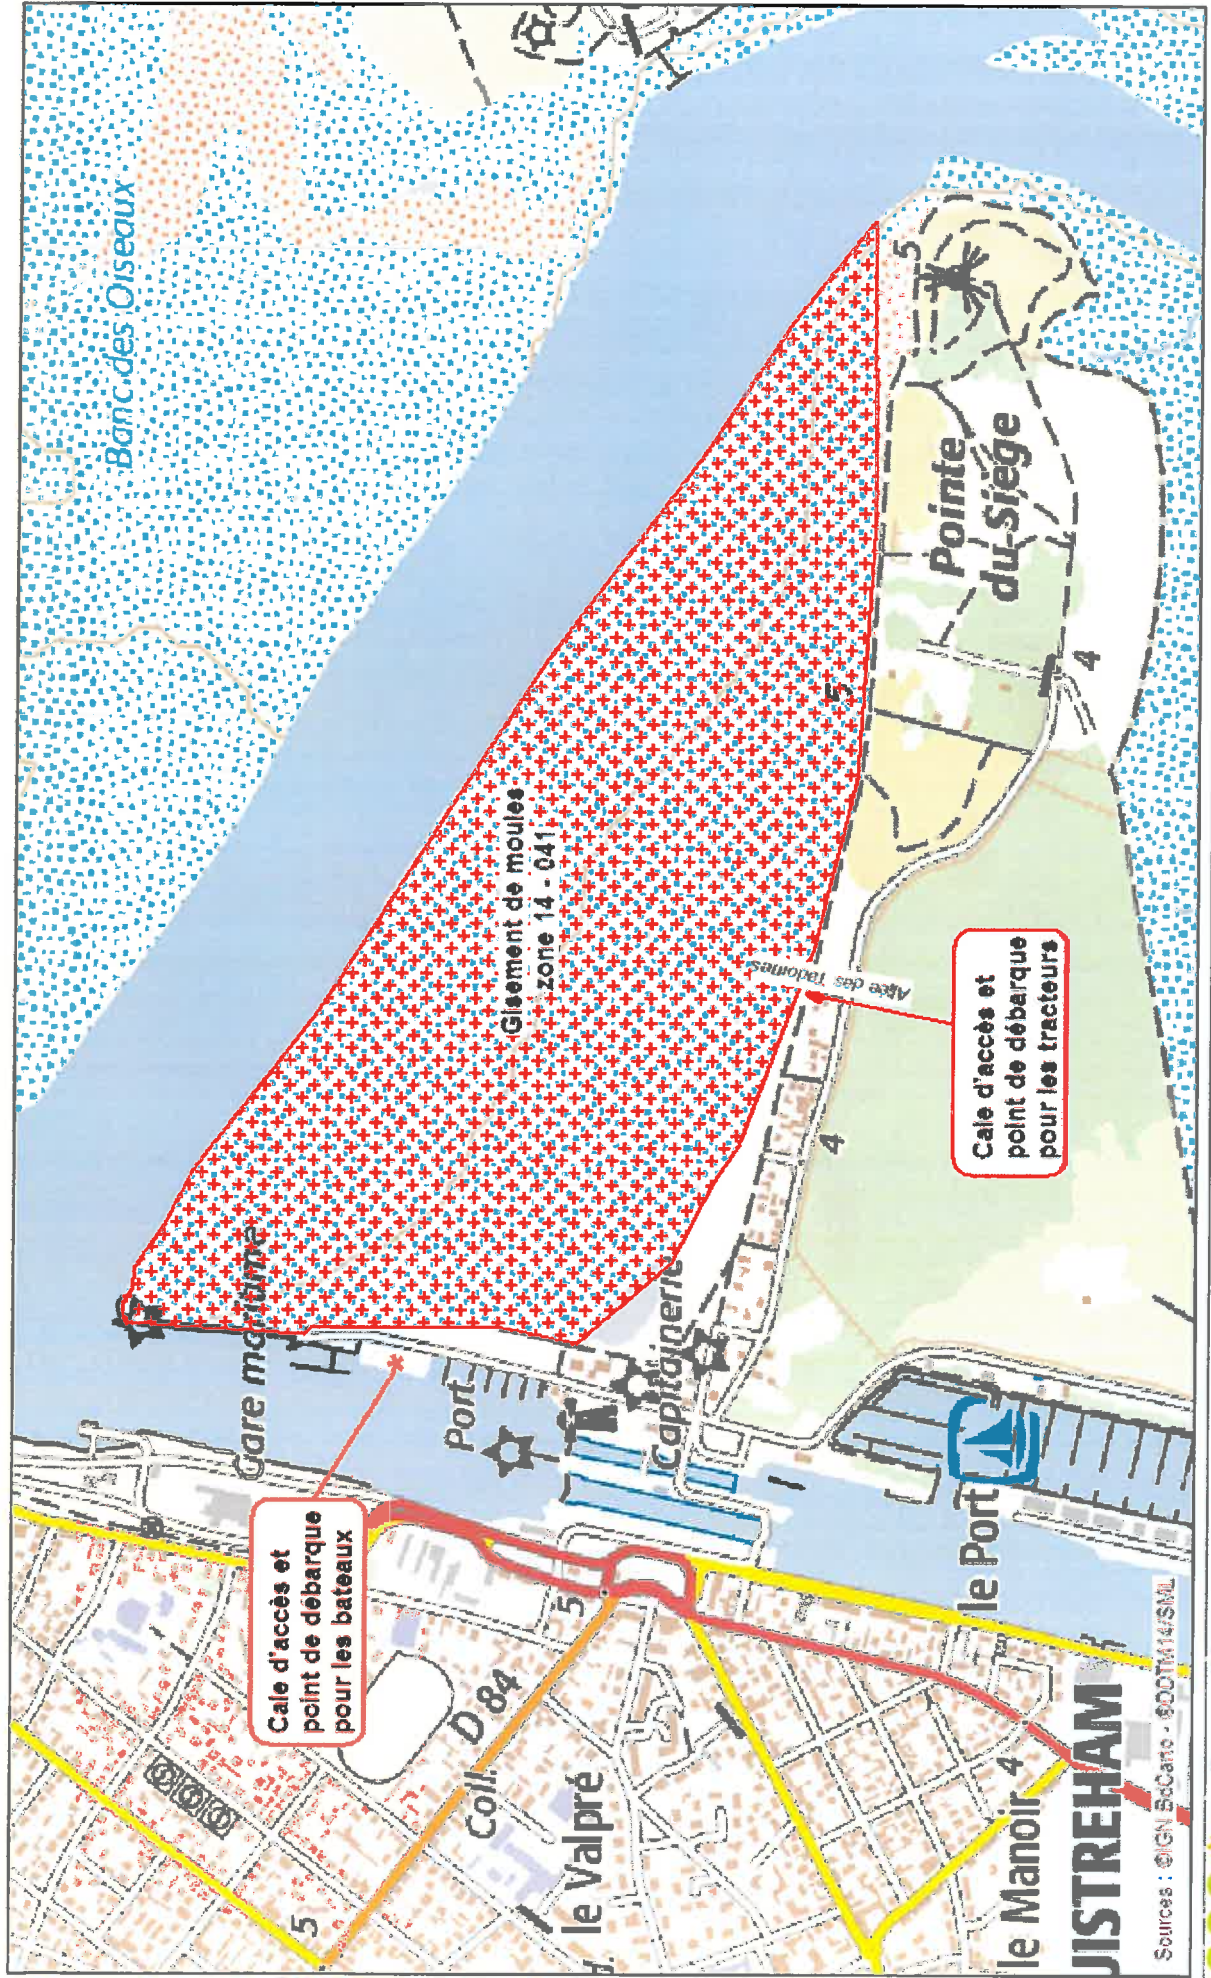 Banc des Oiseaux
Gisement de moules
zone 14 - 041
Gare maritime
Cale d'accès et
point de débarque
pour les bateaux
Port
Capitainerie
Allée des Tadornes
Cale d'accès et
point de débarque
pour les tracteurs
Pointe
du Siège
5
5
4
4
5
5
4
Coll.
D 84
le Valpré
le Port
le Manoir
UISTREHAM
Sources : ©IGN BdCarto - ©DDTM14/SML